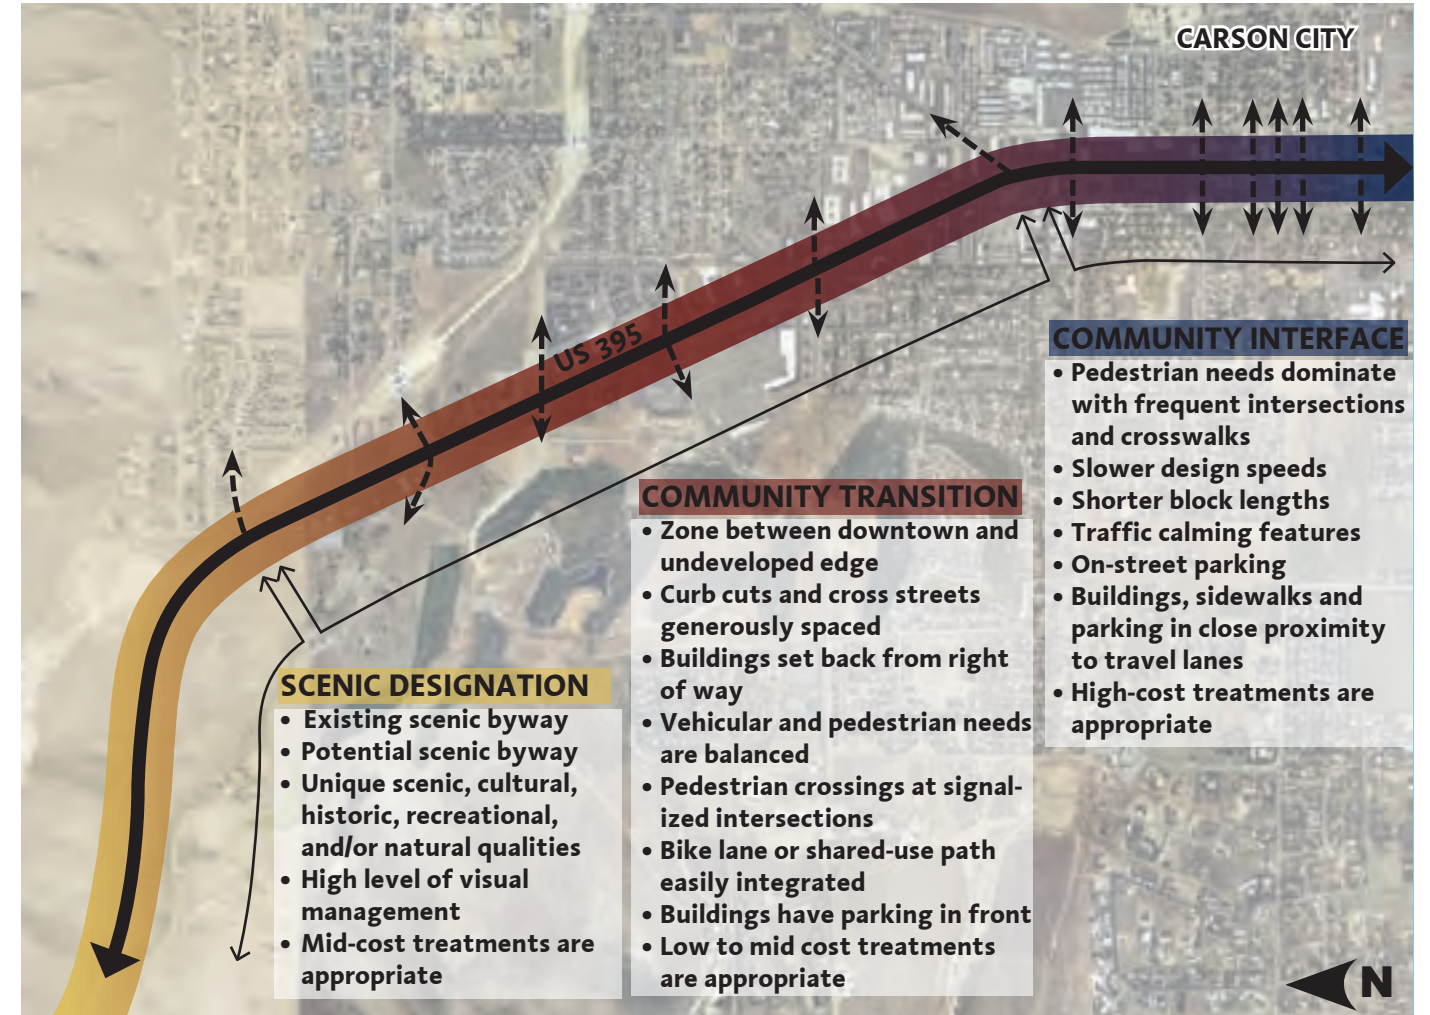 CARSON CITY
US 395
COMMUNITY INTERFACE
• Pedestrian needs dominate
with frequent intersections
and crosswalks
• Slower design speeds
• Shorter block lengths
• Traffic calming features
• On-street parking
• Buildings, sidewalks and
parking in close proximity
to travel lanes
• High-cost treatments are
appropriate
COMMUNITY TRANSITION
• Zone between downtown and
undeveloped edge
• Curb cuts and cross streets
generously spaced
• Buildings set back from right
of way
• Vehicular and pedestrian needs
are balanced
• Pedestrian crossings at signal-
ized intersections
• Bike lane or shared-use path
easily integrated
• Buildings have parking in front
• Low to mid cost treatments
are appropriate
SCENIC DESIGNATION
• Existing scenic byway
• Potential scenic byway
• Unique scenic, cultural,
historic, recreational,
and/or natural qualities
• High level of visual
management
• Mid-cost treatments are
appropriate
N